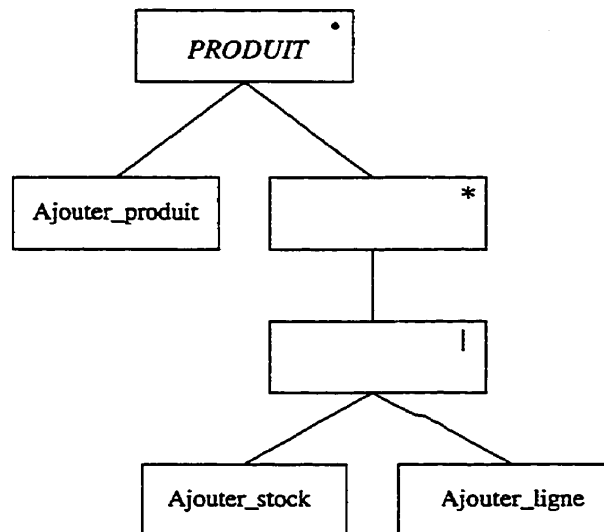 •
PRODUIT
Ajouter_produit
*
|
Ajouter_stock
Ajouter_ligne